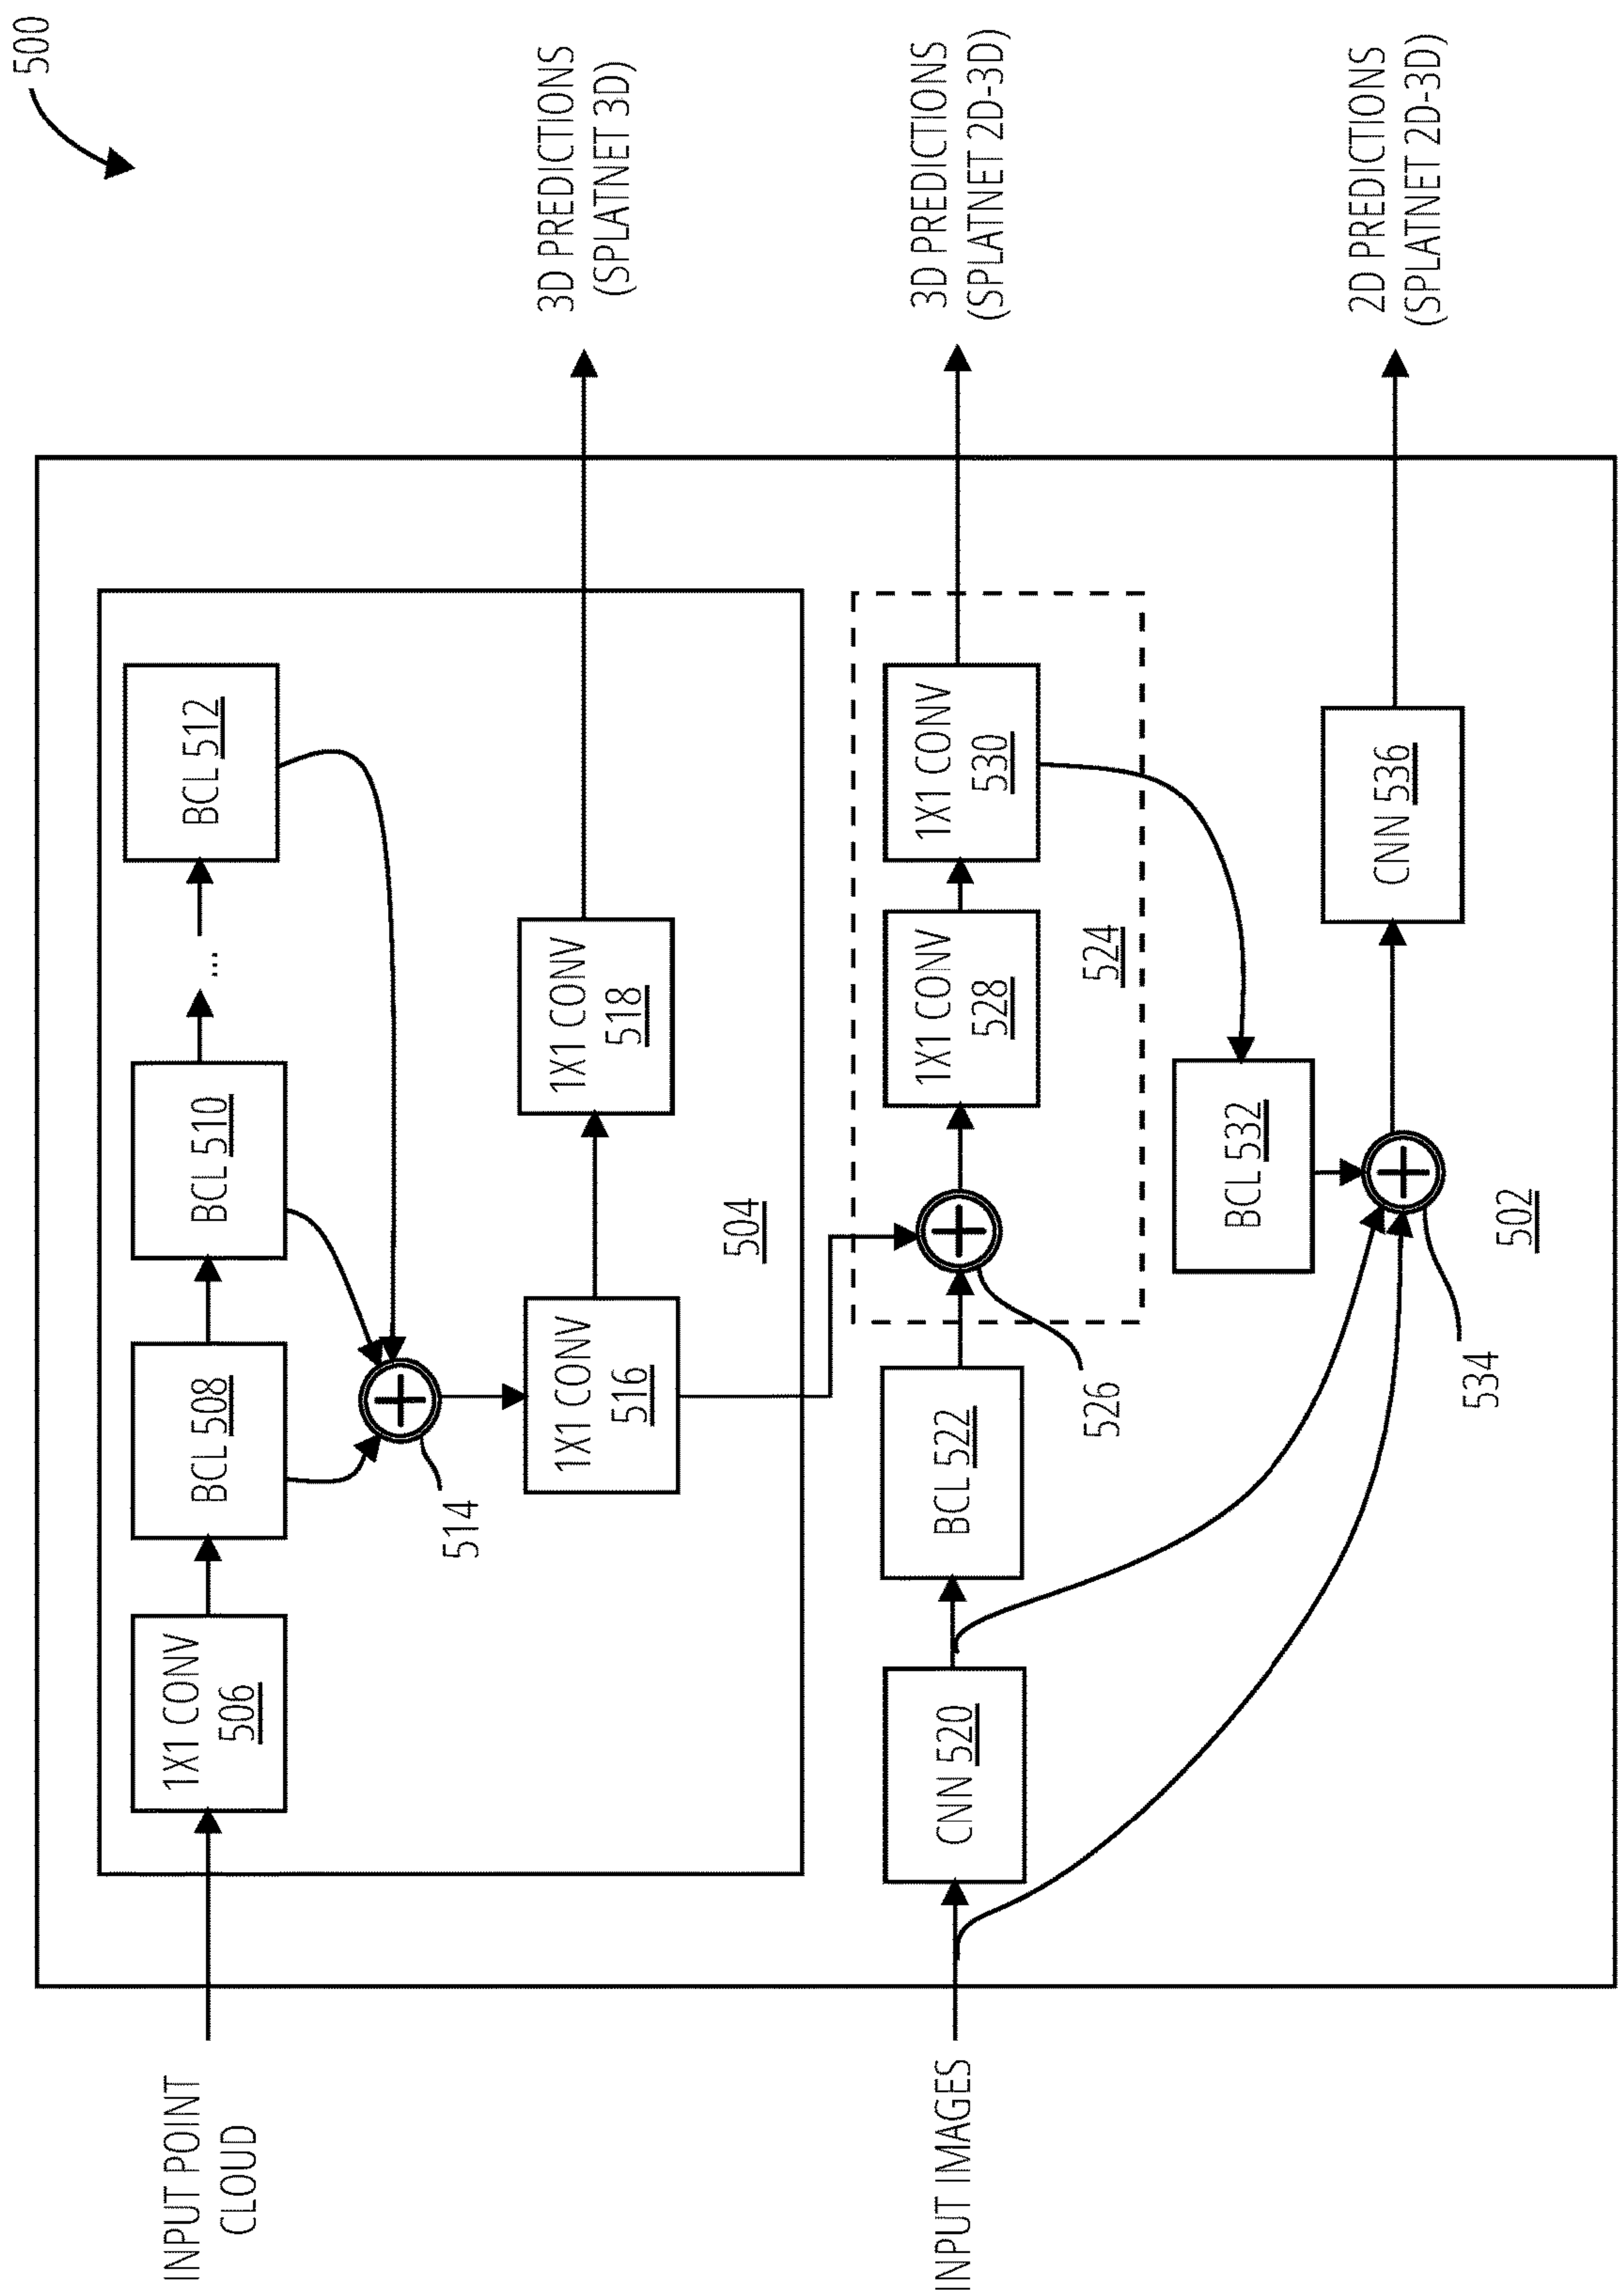 500
INPUT POINT
CLOUD
1X1 CONV
506
BCL 508
BCL 510
...
BCL 512
514
1X1 CONV
516
1X1 CONV
518
504
3D PREDICTIONS
(SPLATNET 3D)
INPUT IMAGES
CNN 520
BCL 522
526
1X1 CONV
528
1X1 CONV
530
524
3D PREDICTIONS
(SPLATNET 2D-3D)
BCL 532
534
CNN 536
502
2D PREDICTIONS
(SPLATNET 2D-3D)